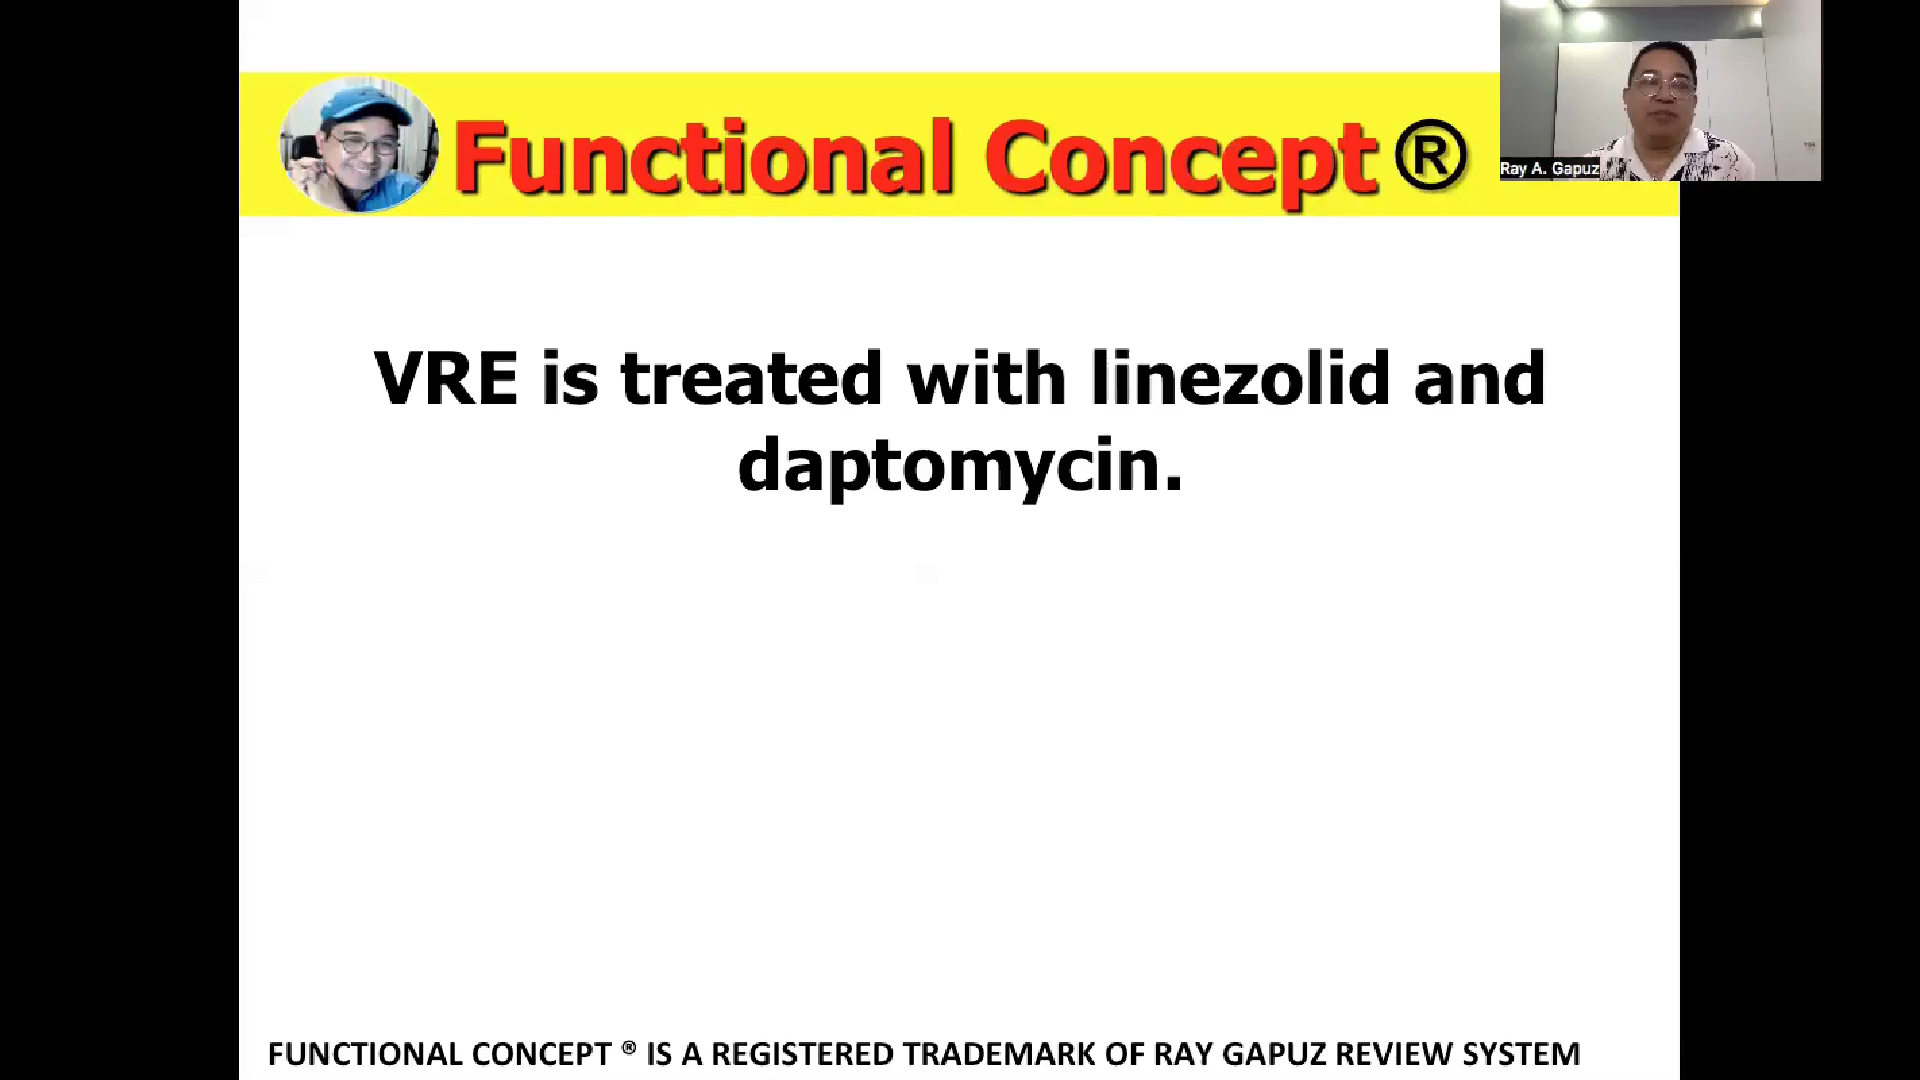 Functional Concept ®
Ray A. Gapuz
VRE is treated with linezolid and
daptomycin.
FUNCTIONAL CONCEPT ® IS A REGISTERED TRADEMARK OF RAY GAPUZ REVIEW SYSTEM